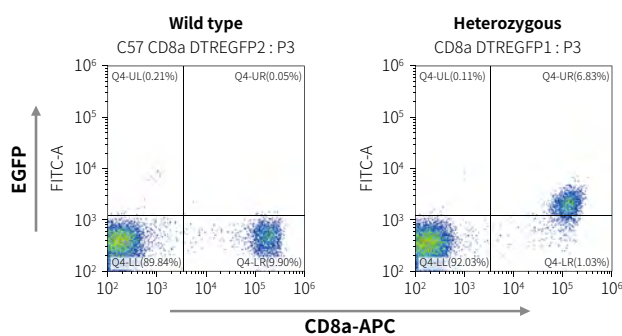 Wild type
C57 CD8a DTREGFP2 : P3
Heterozygous
CD8a DTREGFP1 : P3
10⁶
10⁵
10⁴
10³
10²
Q4-UL(0.21%)
Q4-UR(0.05%)
Q4-LL(89.84%)
Q4-LR(9.90%)
10² 10³ 10⁴ 10⁵ 10⁶
EGFP
FITC-A
10⁶
10⁵
10⁴
10³
10²
Q4-UL(0.11%)
Q4-UR(6.83%)
Q4-LL(92.03%)
Q4-LR(1.03%)
10² 10³ 10⁴ 10⁵ 10⁶
FITC-A
CD8a-APC